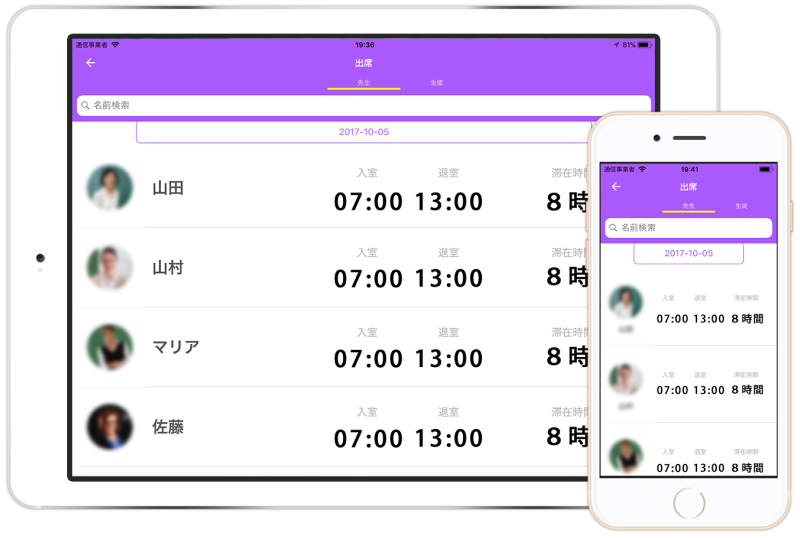 通信事業者 19:36 81%
出席
先生 生徒
名前検索
2017-10-05
山田 入室 07:00 退室 13:00 滞在時間 8 時
山村 入室 07:00 退室 13:00 滞在時間 8 時
マリア 入室 07:00 退室 13:00 滞在時間 8 時
佐藤 入室 07:00 退室 13:00 滞在時間 8 時
通信事業者 19:41
出席
先生 生徒
名前検索
2017-10-05
入室 退室 滞在時間
07:00 13:00 8 時間
入室 退室 滞在時間
07:00 13:00 8 時間
入室 退室 滞在時間
07:00 13:00 8 時間